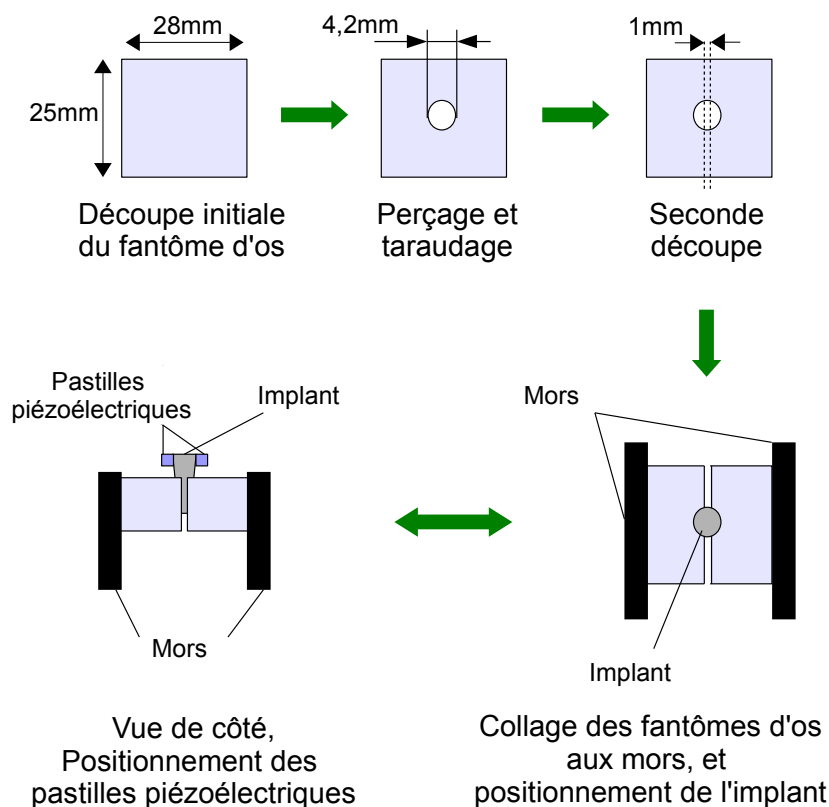 28mm
4,2mm
1mm
25mm
Découpe initiale
du fantôme d'os
Perçage et
taraudage
Seconde
découpe
Pastilles
piézoélectriques
Implant
Mors
Mors
Implant
Vue de côté,
Positionnement des
pastilles piézoélectriques
Collage des fantômes d'os
aux mors, et
positionnement de l'implant